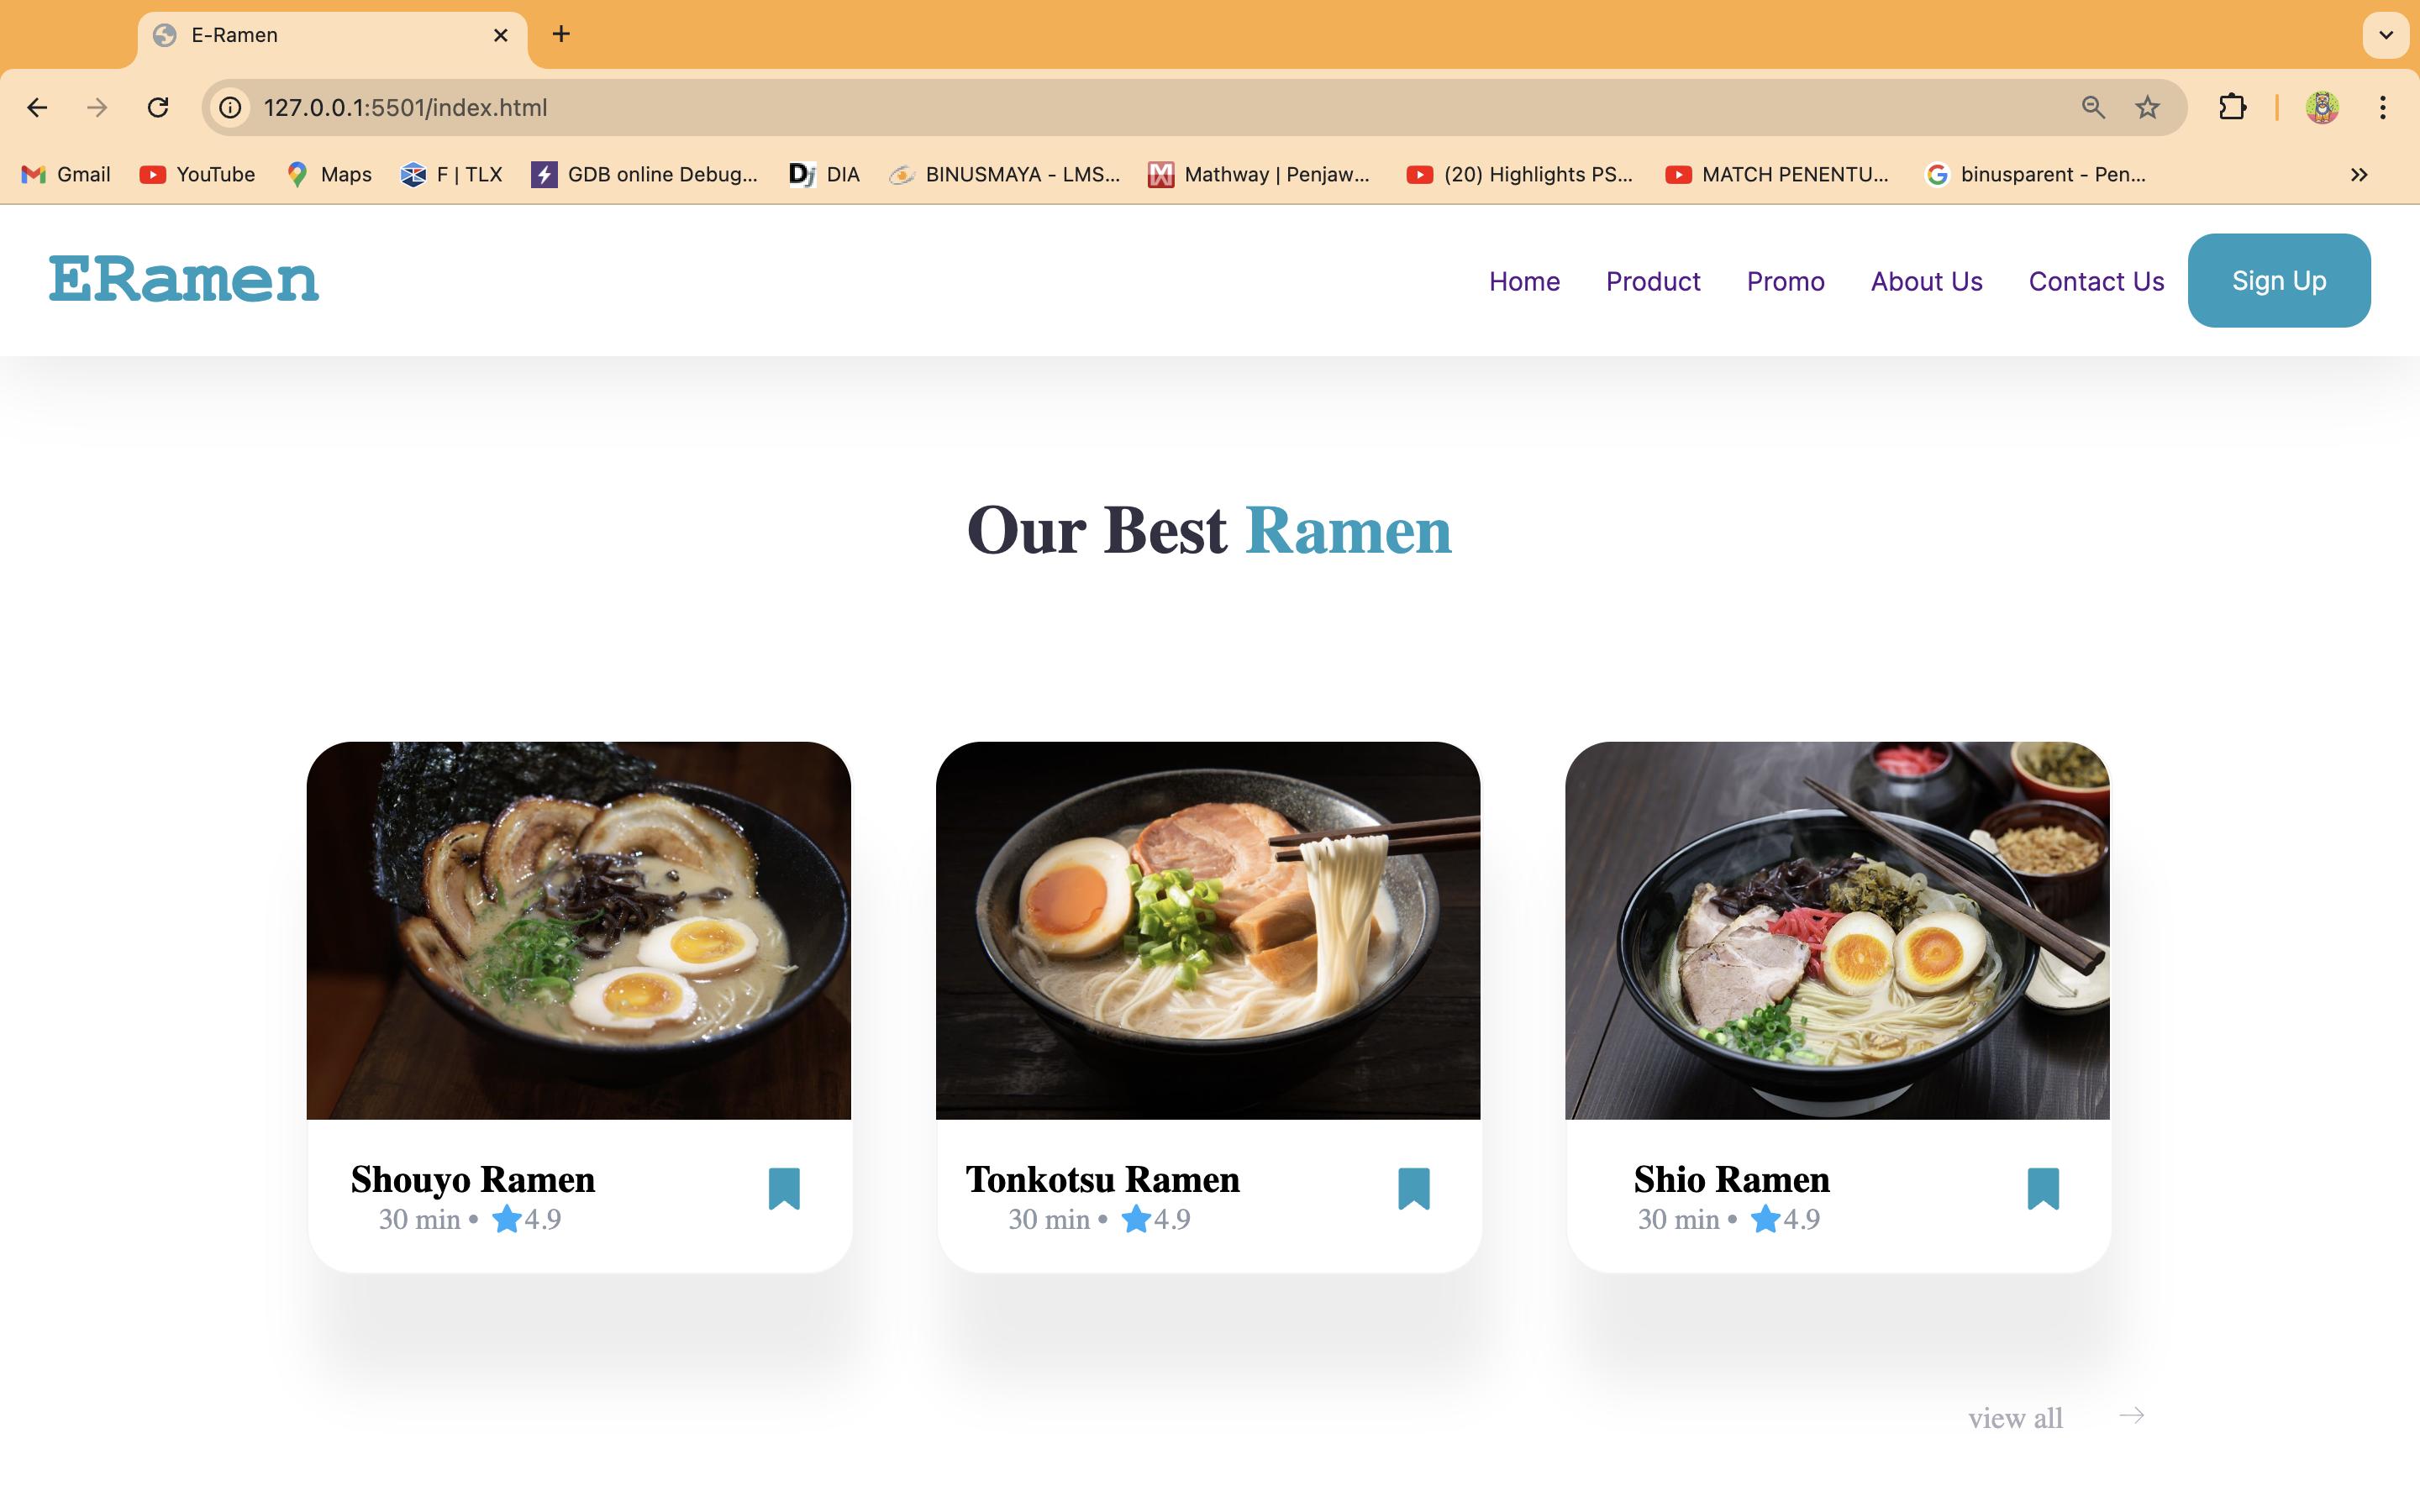 E-Ramen
127.0.0.1:5501/index.html
Gmail YouTube Maps F | TLX GDB online Debug... DIA BINUSMAYA - LMS... Mathway | Penjaw... (20) Highlights PS... MATCH PENENTU... binusparent - Pen...
ERamen Home Product Promo About Us Contact Us Sign Up
Our Best Ramen
Shouyo Ramen
30 min • 4.9
Tonkotsu Ramen
30 min • 4.9
Shio Ramen
30 min • 4.9
view all